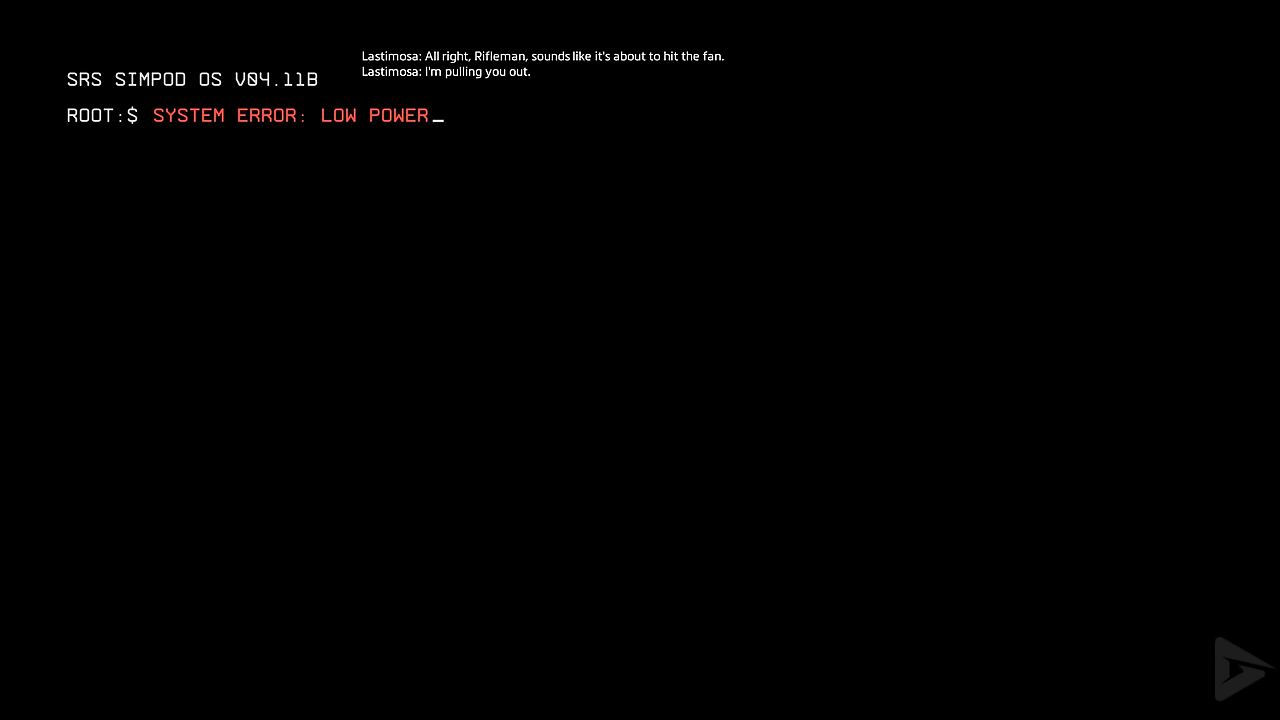 Lastimosa: All right, Rifleman, sounds like it's about to hit the fan.
Lastimosa: I'm pulling you out.
SRS SIMPOD OS V04.11B
ROOT:$ SYSTEM ERROR: LOW POWER_